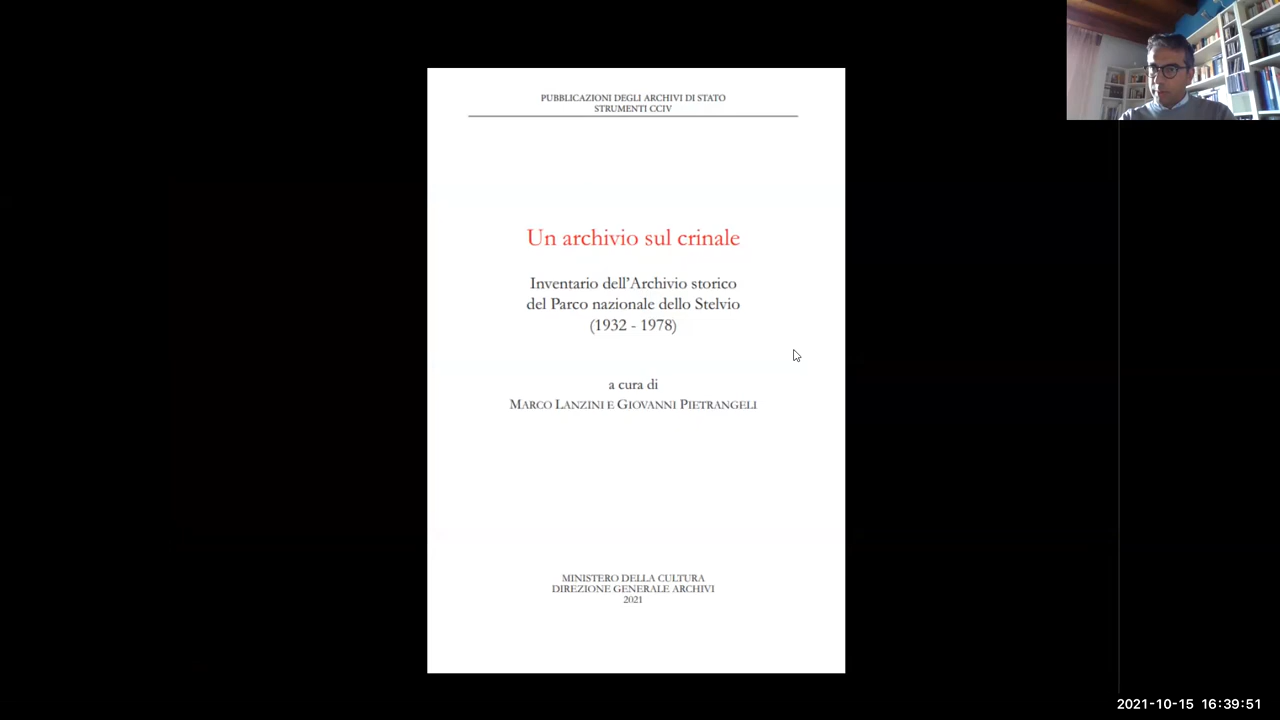 PUBBLICAZIONI DEGLI ARCHIVI DI STATO
STRUMENTI CCIV
Un archivio sul crinale
Inventario dell'Archivio storico
del Parco nazionale dello Stelvio
(1932 - 1978)
a cura di
MARCO LANZINI E GIOVANNI PIETRANGELI
MINISTERO DELLA CULTURA
DIREZIONE GENERALE ARCHIVI
2021
2021-10-15 16:39:51